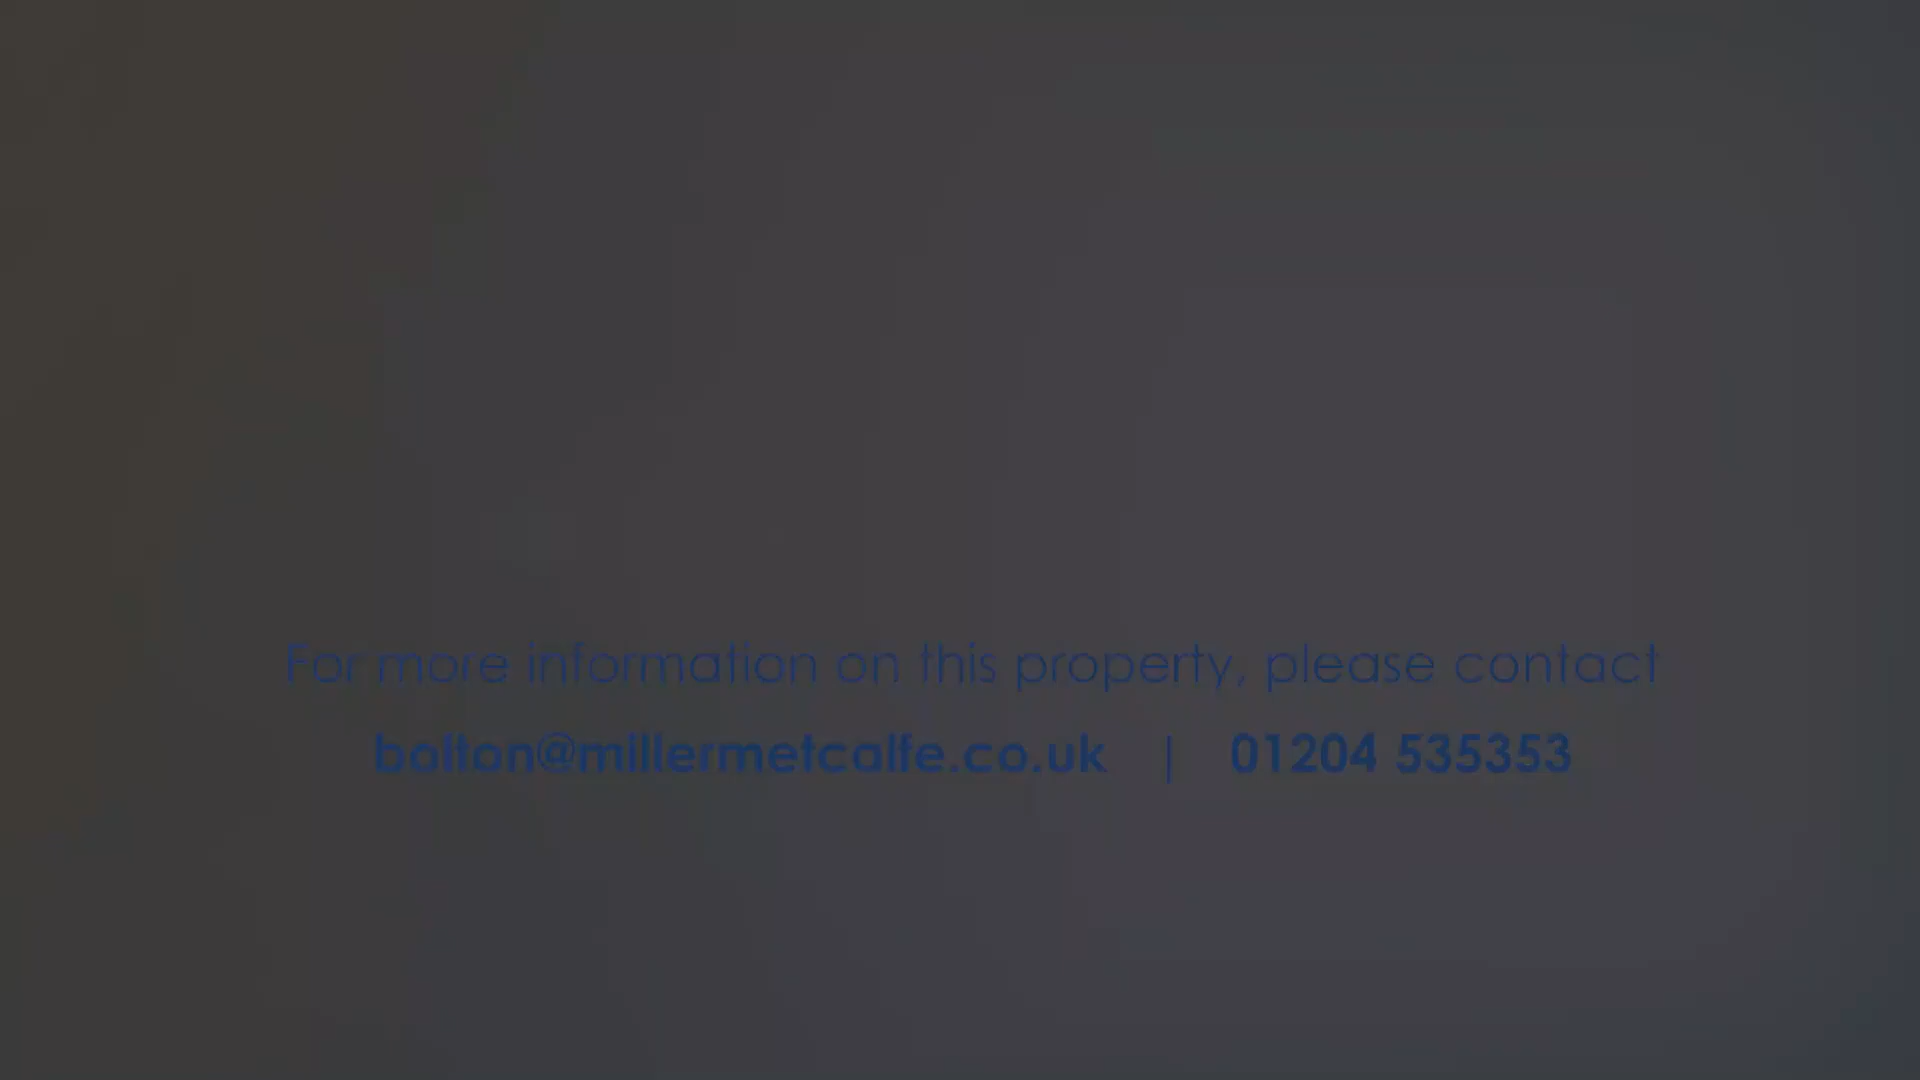 For more information on this property, please contact
bolton@millermetcalfe.co.uk | 01204 535353